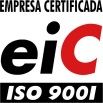 EMPRESA CERTIFICADA
eiC
ISO 9001